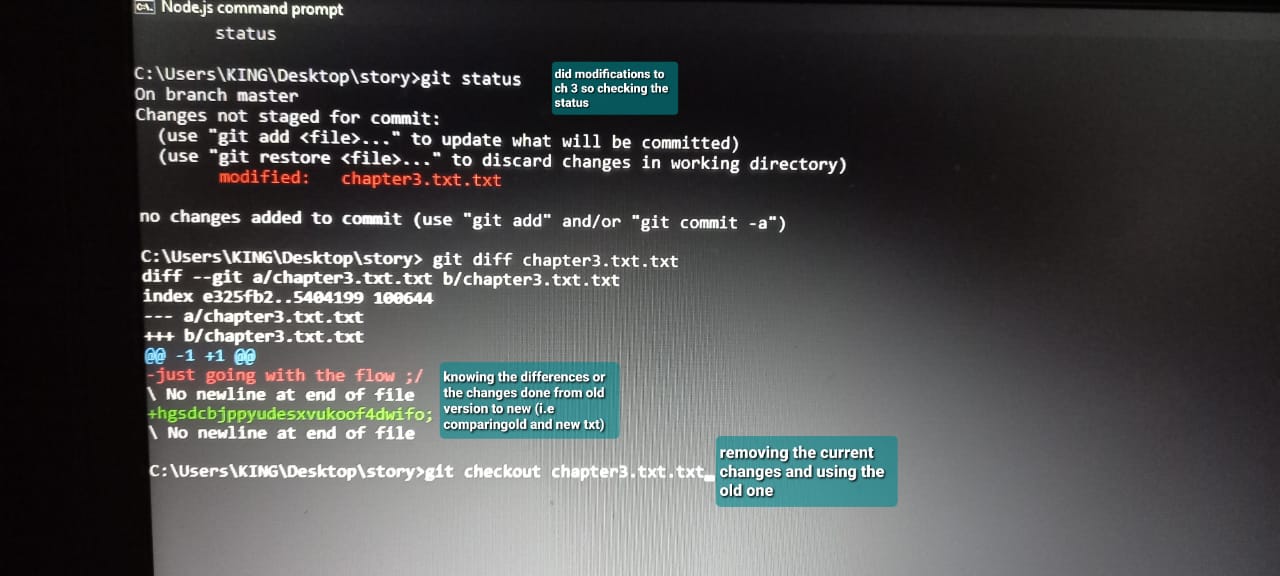 Node.js command prompt
status
C:\Users\KING\Desktop\story>git status
did modifications to
ch 3 so checking the
status
On branch master
Changes not staged for commit:
(use "git add <file>..." to update what will be committed)
(use "git restore <file>..." to discard changes in working directory)
modified:   chapter3.txt.txt
no changes added to commit (use "git add" and/or "git commit -a")
C:\Users\KING\Desktop\story> git diff chapter3.txt.txt
diff --git a/chapter3.txt.txt b/chapter3.txt.txt
index e325fb2..5404199 100644
--- a/chapter3.txt.txt
+++ b/chapter3.txt.txt
@@ -1 +1 @@
-just going with the flow ;/
\ No newline at end of file
+hgsdcbjppyudesxvukoof4dwifo;
\ No newline at end of file
knowing the differences or
the changes done from old
version to new (i.e
comparingold and new txt)
C:\Users\KING\Desktop\story>git checkout chapter3.txt.txt_
removing the current
changes and using the
old one